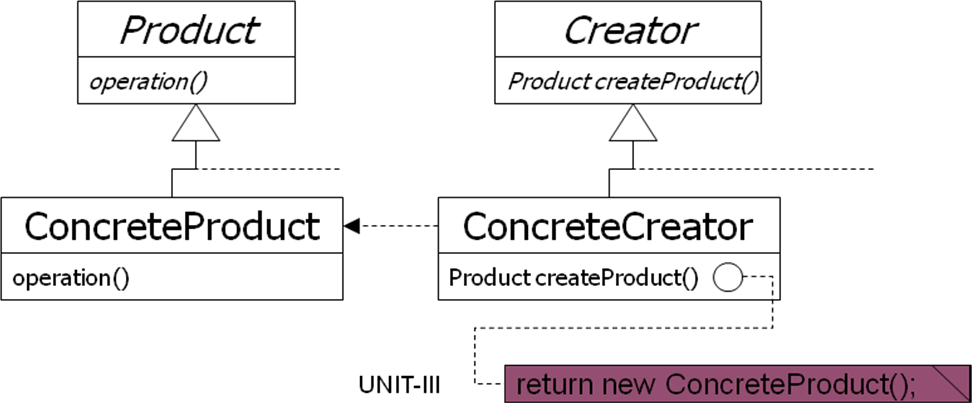 Product
operation()
Creator
Product createProduct()
ConcreteProduct
operation()
ConcreteCreator
Product createProduct()
UNIT-III
return new ConcreteProduct();